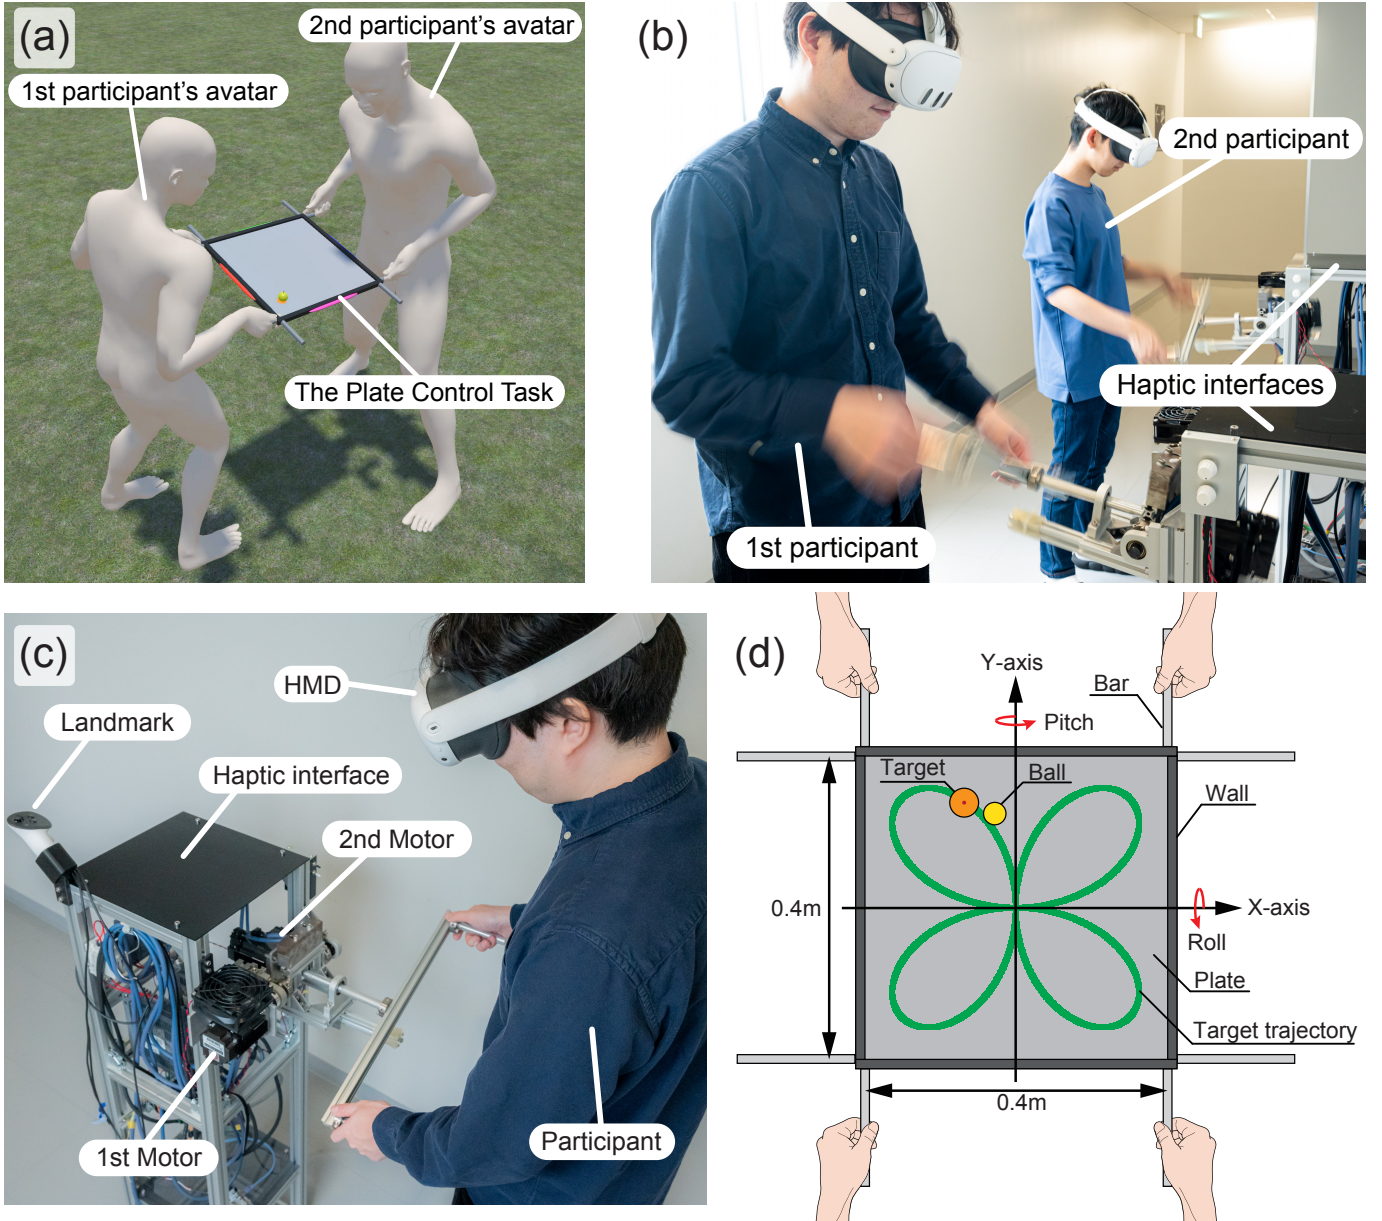 (a)
2nd participant's avatar
1st participant's avatar
The Plate Control Task
(b)
2nd participant
Haptic interfaces
1st participant
(c)
HMD
Landmark
Haptic interface
2nd Motor
1st Motor
Participant
(d)
Y-axis
Bar
Pitch
Target
Ball
Wall
0.4m
X-axis
Roll
Plate
Target trajectory
0.4m